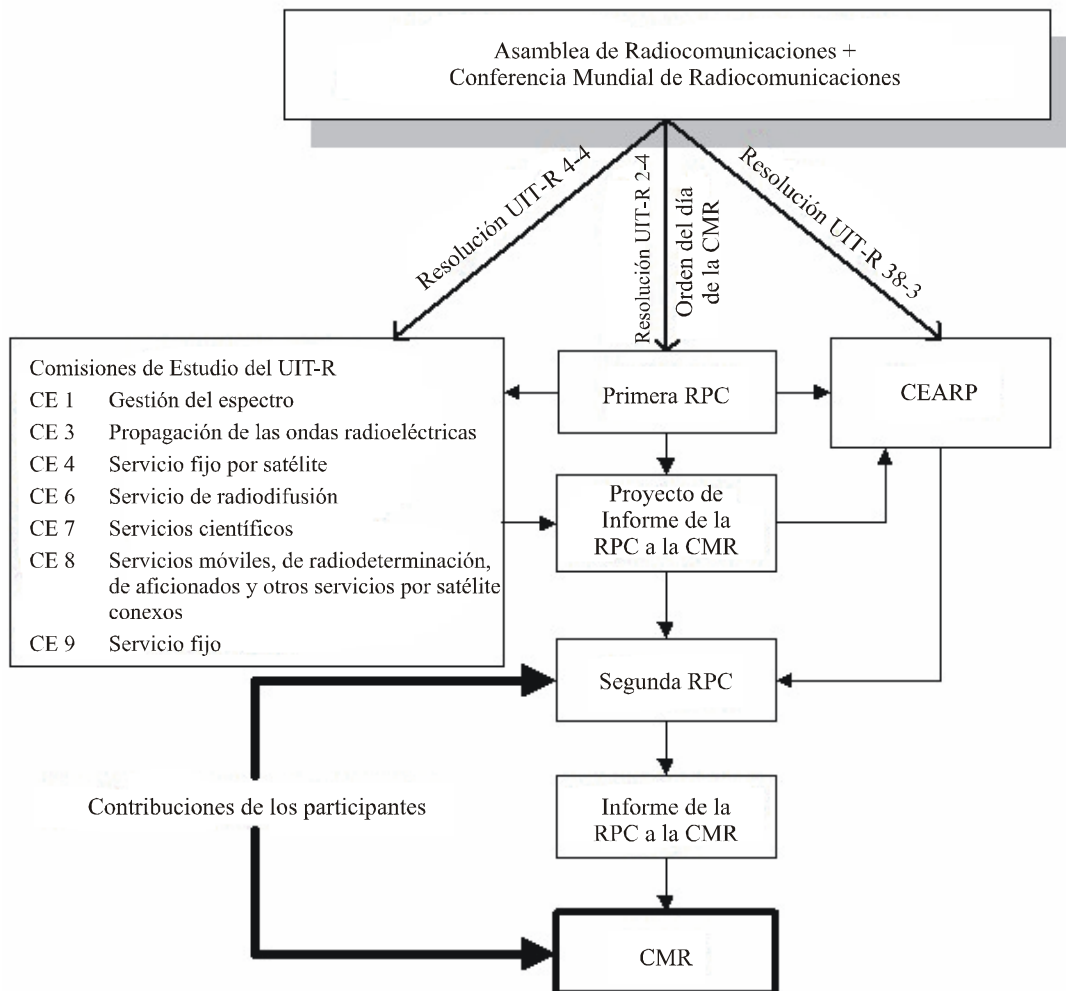 Asamblea de Radiocomunicaciones +
Conferencia Mundial de Radiocomunicaciones
Resolución UIT-R 4-4
Resolución UIT-R 2-4
Orden del día
de la CMR
Resolución UIT-R 38-3
Comisiones de Estudio del UIT-R
CE 1 Gestión del espectro
CE 3 Propagación de las ondas radioeléctricas
CE 4 Servicio fijo por satélite
CE 6 Servicio de radiodifusión
CE 7 Servicios científicos
CE 8 Servicios móviles, de radiodeterminación,
de aficionados y otros servicios por satélite
conexos
CE 9 Servicio fijo
Primera RPC
CEARP
Proyecto de
Informe de la
RPC a la CMR
Segunda RPC
Contribuciones de los participantes
Informe de la
RPC a la CMR
CMR